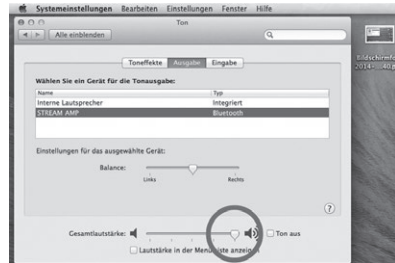 Systemeinstellungen Bearbeiten Einstellungen Fenster Hilfe
Ton
Alle einblenden
Toneffekte Ausgabe Eingabe
Wählen Sie ein Gerät für die Tonausgabe:
Name Typ
Interne Lautsprecher Integriert
STREAM AMP Bluetooth
Einstellungen für das ausgewählte Gerät:
Balance:
Links Rechts
?
Gesamtlautstärke: Ton aus
Lautstärke in der Menüleiste anzeigen
Bildschirmfo